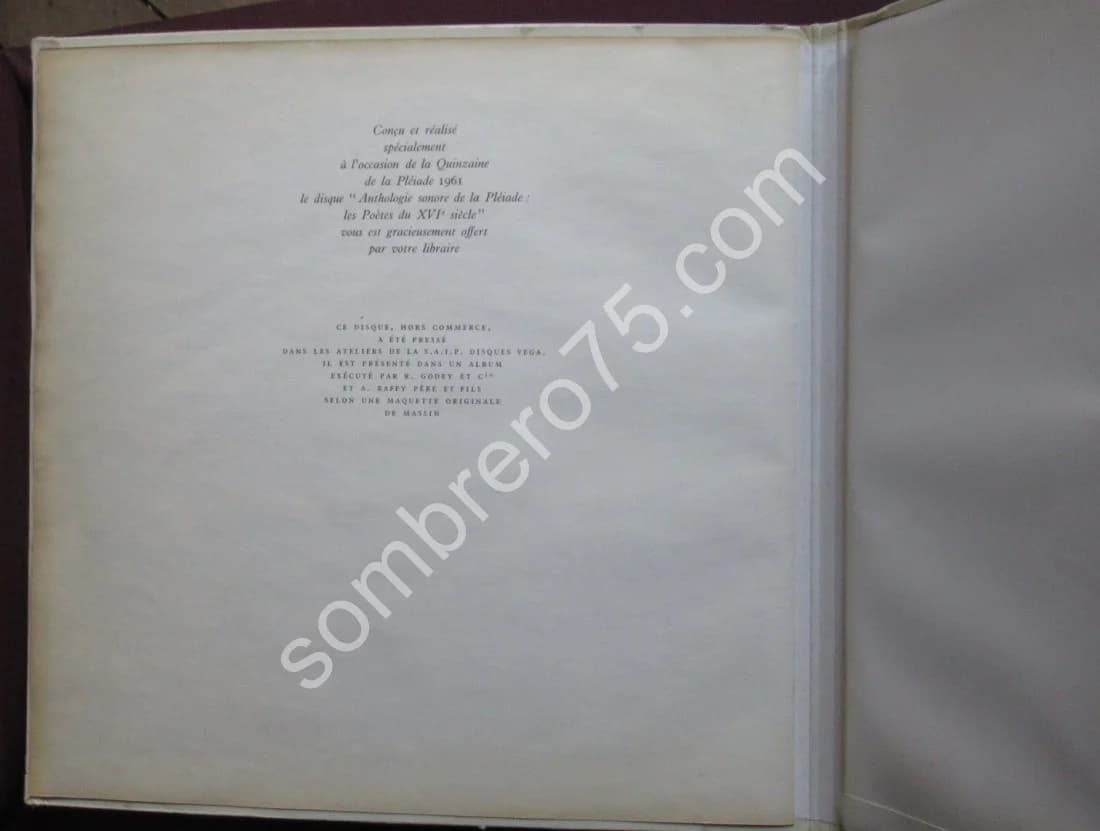 Conçu et réalisé
spécialement
à l'occasion de la Quinzaine
de la Pléiade 1961
le disque "Anthologie sonore de la Pléiade :
les Poètes du XVIe siècle"
vous est gracieusement offert
par votre libraire
CE DISQUE, HORS COMMERCE,
A ÉTÉ PRESSÉ
DANS LES ATELIERS DE LA S.A.I.P. DISQUES VEGA.
IL EST PRÉSENTÉ DANS UN ALBUM
EXÉCUTÉ PAR R. GODRY ET Cie
ET A. BAFFY PÈRE ET FILS
SELON UNE MAQUETTE ORIGINALE
DE MASSIN
sombrero75.com